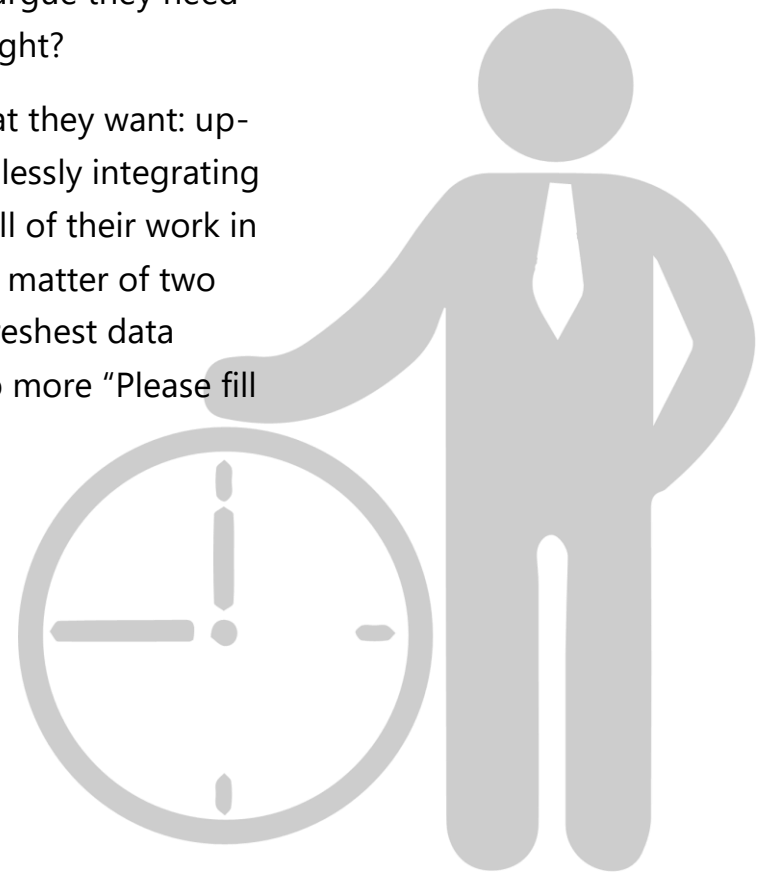 argue they need
ght?
at they want: up-
lessly integrating
ll of their work in
matter of two
reshest data
more “Please fill